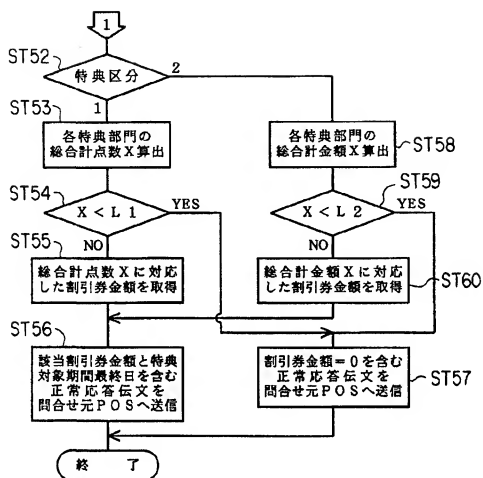 1
ST52
特典区分
2
1
ST53
各特典部門の
総合計点数X算出
各特典部門の
総合計金額X算出
ST58
ST54
X<L1
YES
ST59
X<L2
YES
NO
NO
ST55
総合計点数Xに対応
した割引券金額を取得
総合計金額Xに対応
した割引券金額を取得
ST60
ST56
該当割引券金額と特典
対象期間最終日を含む
正常応答伝文を
問合せ元POSへ送信
割引券金額=0を含む
正常応答伝文を
問合せ元POSへ送信
ST57
終 了